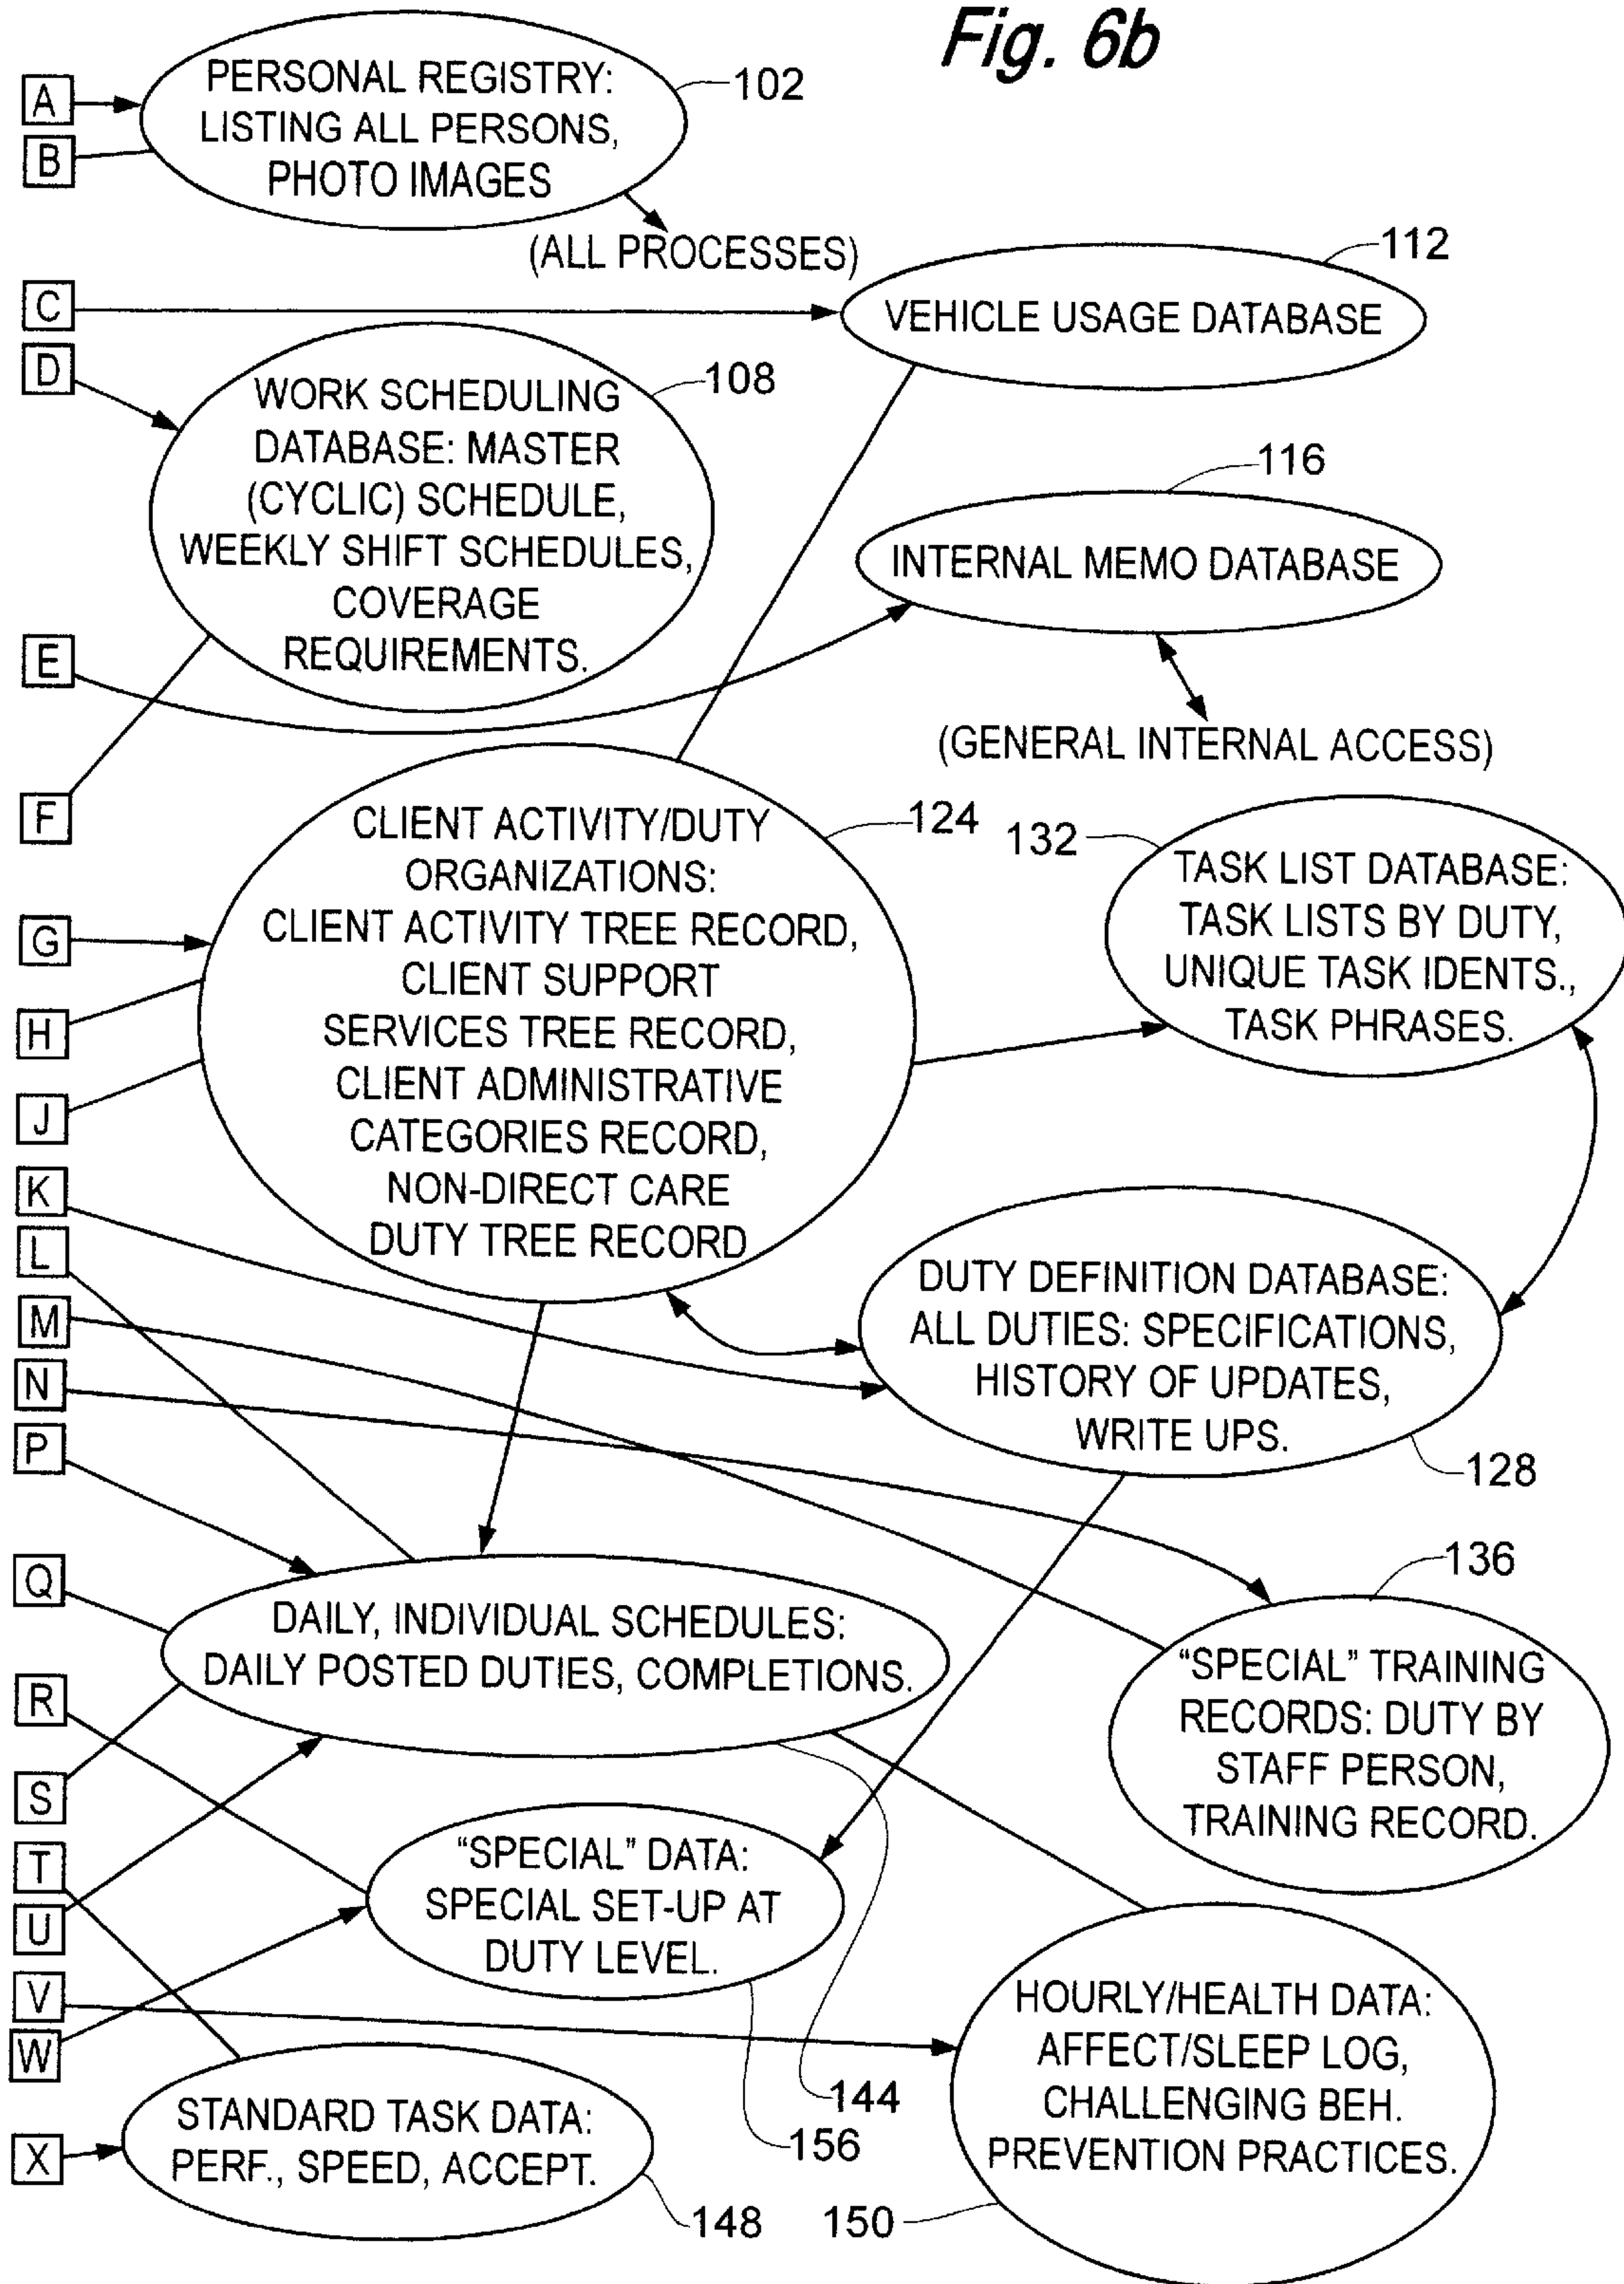 Fig. 6b
A
B
PERSONAL REGISTRY:
LISTING ALL PERSONS,
PHOTO IMAGES
102
(ALL PROCESSES)
C
112
VEHICLE USAGE DATABASE
D
108
WORK SCHEDULING
DATABASE: MASTER
(CYCLIC) SCHEDULE,
WEEKLY SHIFT SCHEDULES,
COVERAGE
REQUIREMENTS.
116
INTERNAL MEMO DATABASE
E
(GENERAL INTERNAL ACCESS)
F
124
CLIENT ACTIVITY/DUTY
ORGANIZATIONS:
CLIENT ACTIVITY TREE RECORD,
CLIENT SUPPORT
SERVICES TREE RECORD,
CLIENT ADMINISTRATIVE
CATEGORIES RECORD,
NON-DIRECT CARE
DUTY TREE RECORD
132
TASK LIST DATABASE:
TASK LISTS BY DUTY,
UNIQUE TASK IDENTS.,
TASK PHRASES.
G
H
J
K
L
M
N
P
DUTY DEFINITION DATABASE:
ALL DUTIES: SPECIFICATIONS,
HISTORY OF UPDATES,
WRITE UPS.
128
Q
DAILY, INDIVIDUAL SCHEDULES:
DAILY POSTED DUTIES, COMPLETIONS.
136
"SPECIAL" TRAINING
RECORDS: DUTY BY
STAFF PERSON,
TRAINING RECORD.
R
S
T
U
V
W
"SPECIAL" DATA:
SPECIAL SET-UP AT
DUTY LEVEL.
HOURLY/HEALTH DATA:
AFFECT/SLEEP LOG,
CHALLENGING BEH.
PREVENTION PRACTICES.
144
156
X
STANDARD TASK DATA:
PERF., SPEED, ACCEPT.
148
150